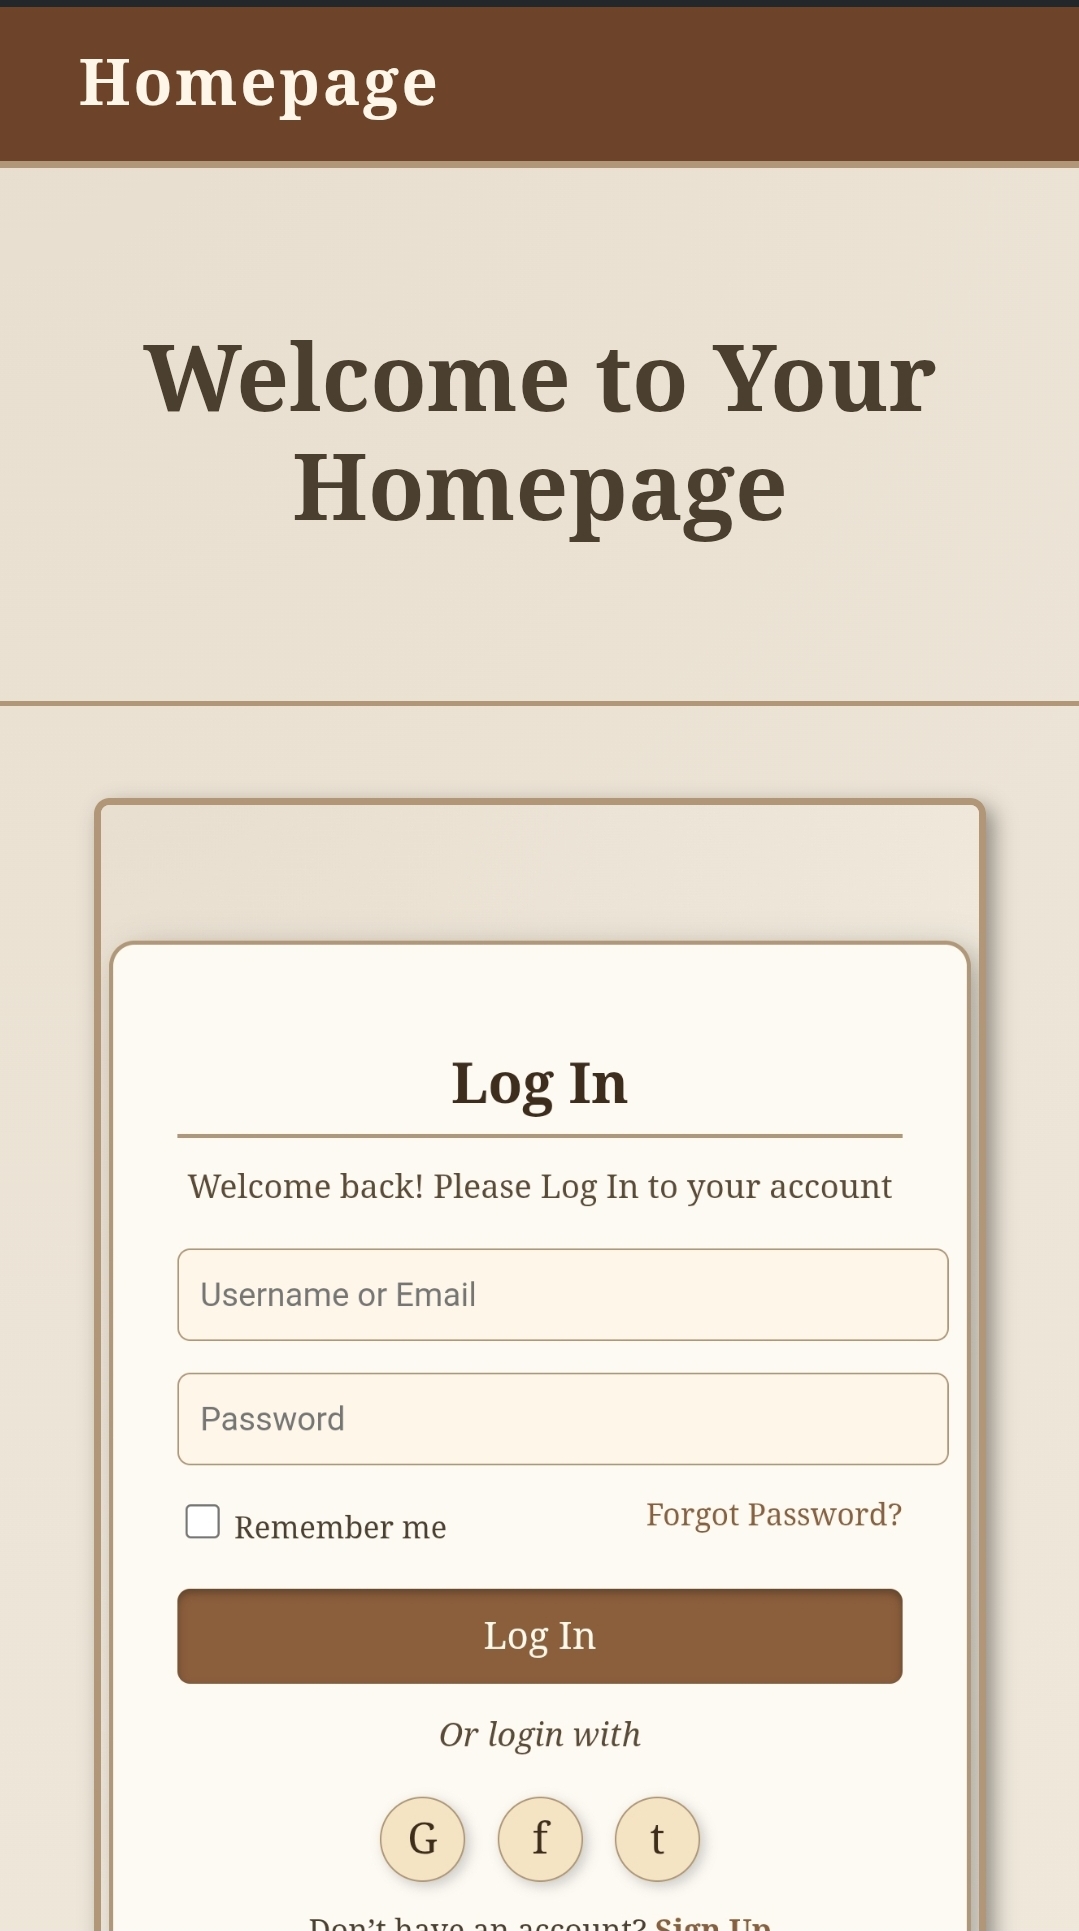 Homepage
Welcome to Your
Homepage
Log In
Welcome back! Please Log In to your account
Username or Email
Password
Remember me
Forgot Password?
Log In
Or login with
G f t
Don’t have an account? Sign Up